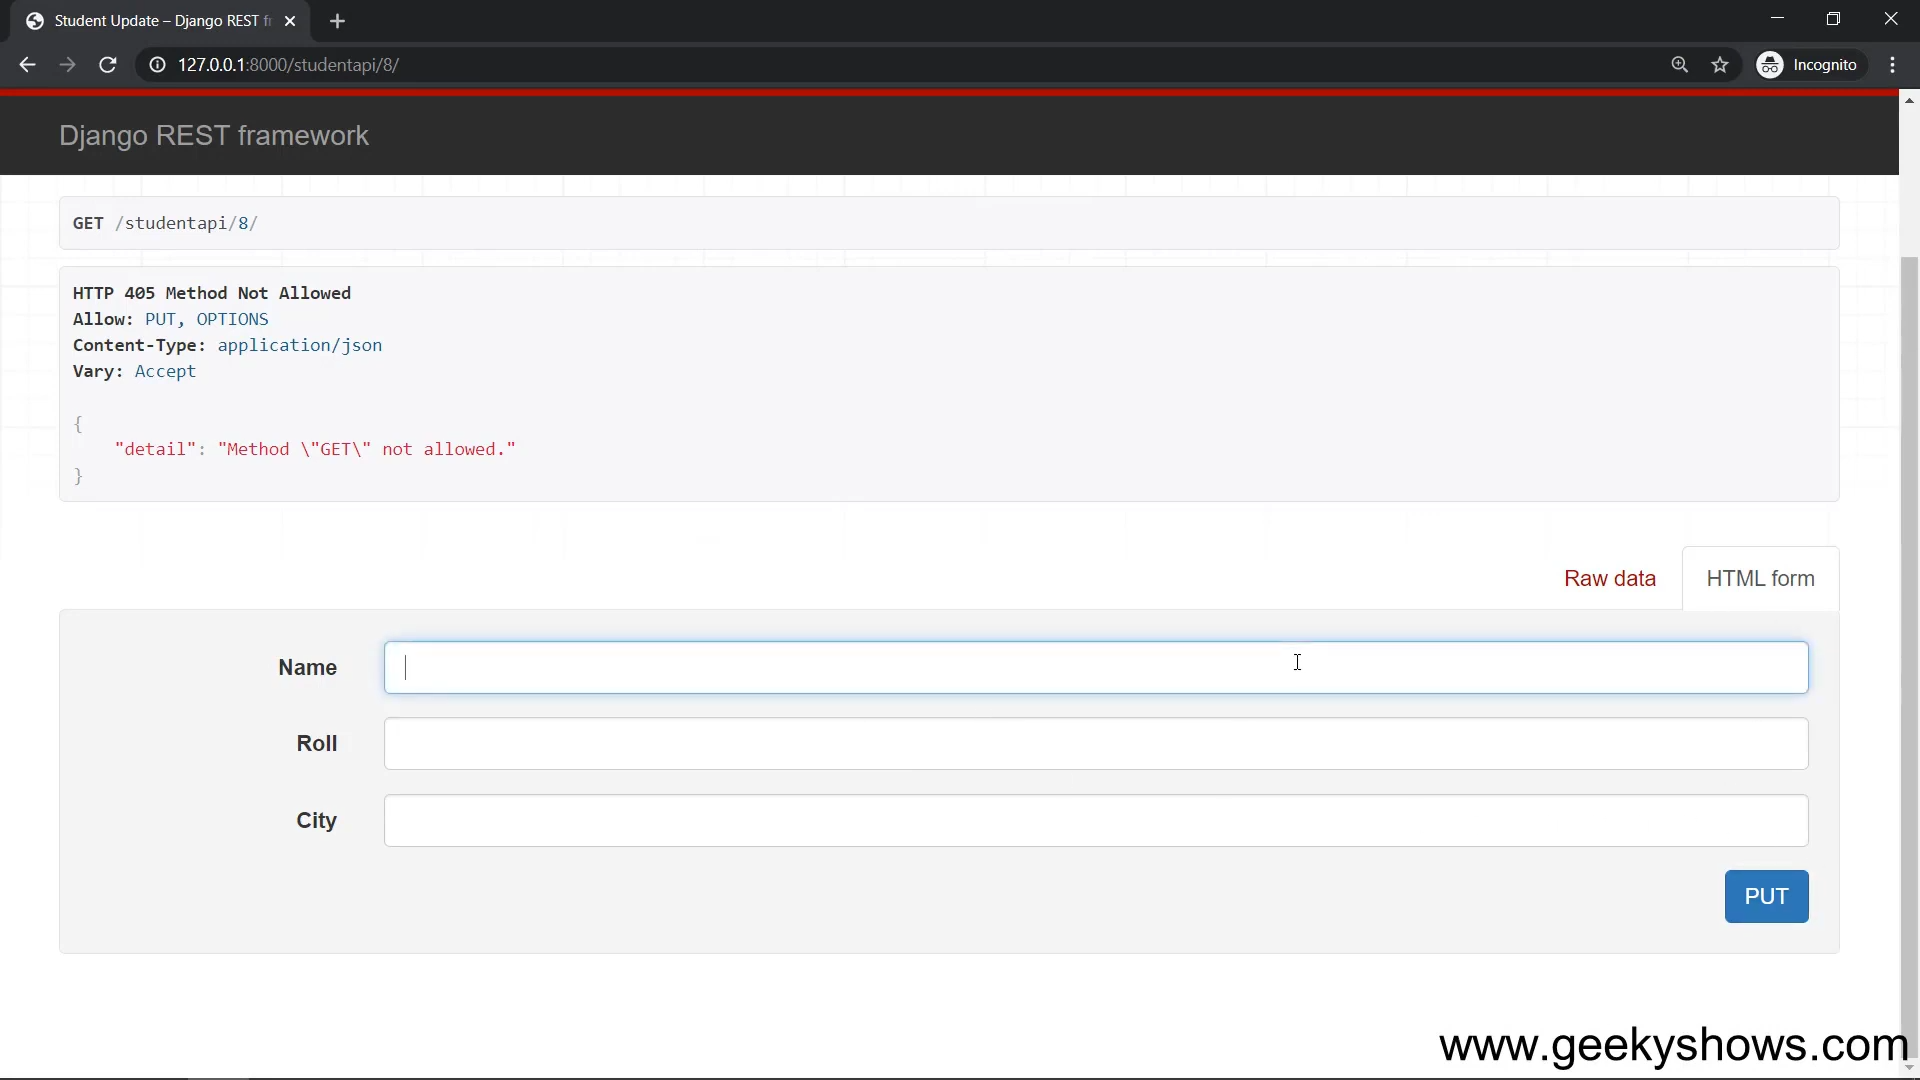 Student Update – Django REST fr
127.0.0.1:8000/studentapi/8/
Incognito
Django REST framework
GET /studentapi/8/
HTTP 405 Method Not Allowed
Allow: PUT, OPTIONS
Content-Type: application/json
Vary: Accept
{
"detail": "Method \"GET\" not allowed."
}
Raw data
HTML form
Name
Roll
City
PUT
www.geekyshows.com